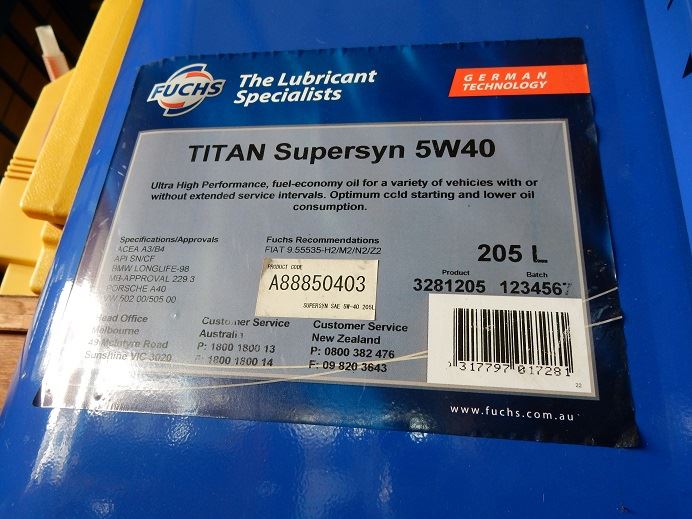 FUCHS
The Lubricant
Specialists
GERMAN
TECHNOLOGY
TITAN Supersyn 5W40
Ultra High Performance, fuel-economy oil for a variety of vehicles with or
without extended service intervals. Optimum cold starting and lower oil
consumption.
Specifications/Approvals
ACEA A3/B4
API SN/CF
BMW LONGLIFE-98
MB-APPROVAL 229.3
PORSCHE A40
VW 502 00/505 00
Fuchs Recommendations
FIAT 9.55535-H2/M2/N2/Z2
PRODUCT CODE
A88850403
SUPERSYN SAE 5W-40 205L
205 L
Product
3281205
Batch
1234567
Head Office
Melbourne
49 McIntyre Road
Sunshine VIC 3020
Customer Service
Australia
P: 1800 1800 13
F: 1800 1800 14
Customer Service
New Zealand
P: 0800 382 476
F: 09 820 3643
9 317797 017281
22
www.fuchs.com.au